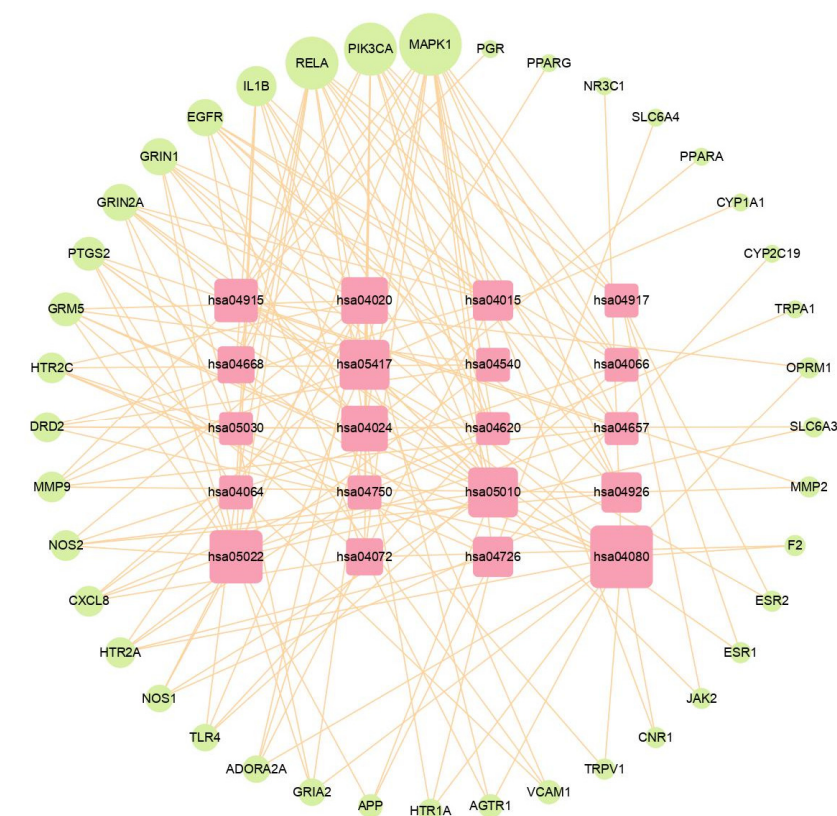 MAPK1
PIK3CA
PGR
RELA
PPARG
IL1B
NR3C1
EGFR
SLC6A4
GRIN1
PPARA
GRIN2A
CYP1A1
PTGS2
CYP2C19
hsa04915 hsa04020 hsa04015 hsa04917
GRM5
TRPA1
hsa04668 hsa05417 hsa04540 hsa04066
HTR2C
OPRM1
DRD2
hsa05030 hsa04024 hsa04620 hsa04657
SLC6A3
MMP9
hsa04064 hsa04750 hsa05010 hsa04926
MMP2
NOS2
F2
hsa05022 hsa04072 hsa04726 hsa04080
CXCL8
ESR2
HTR2A
ESR1
NOS1
JAK2
TLR4
CNR1
ADORA2A
TRPV1
GRIA2
VCAM1
APP
AGTR1
HTR1A